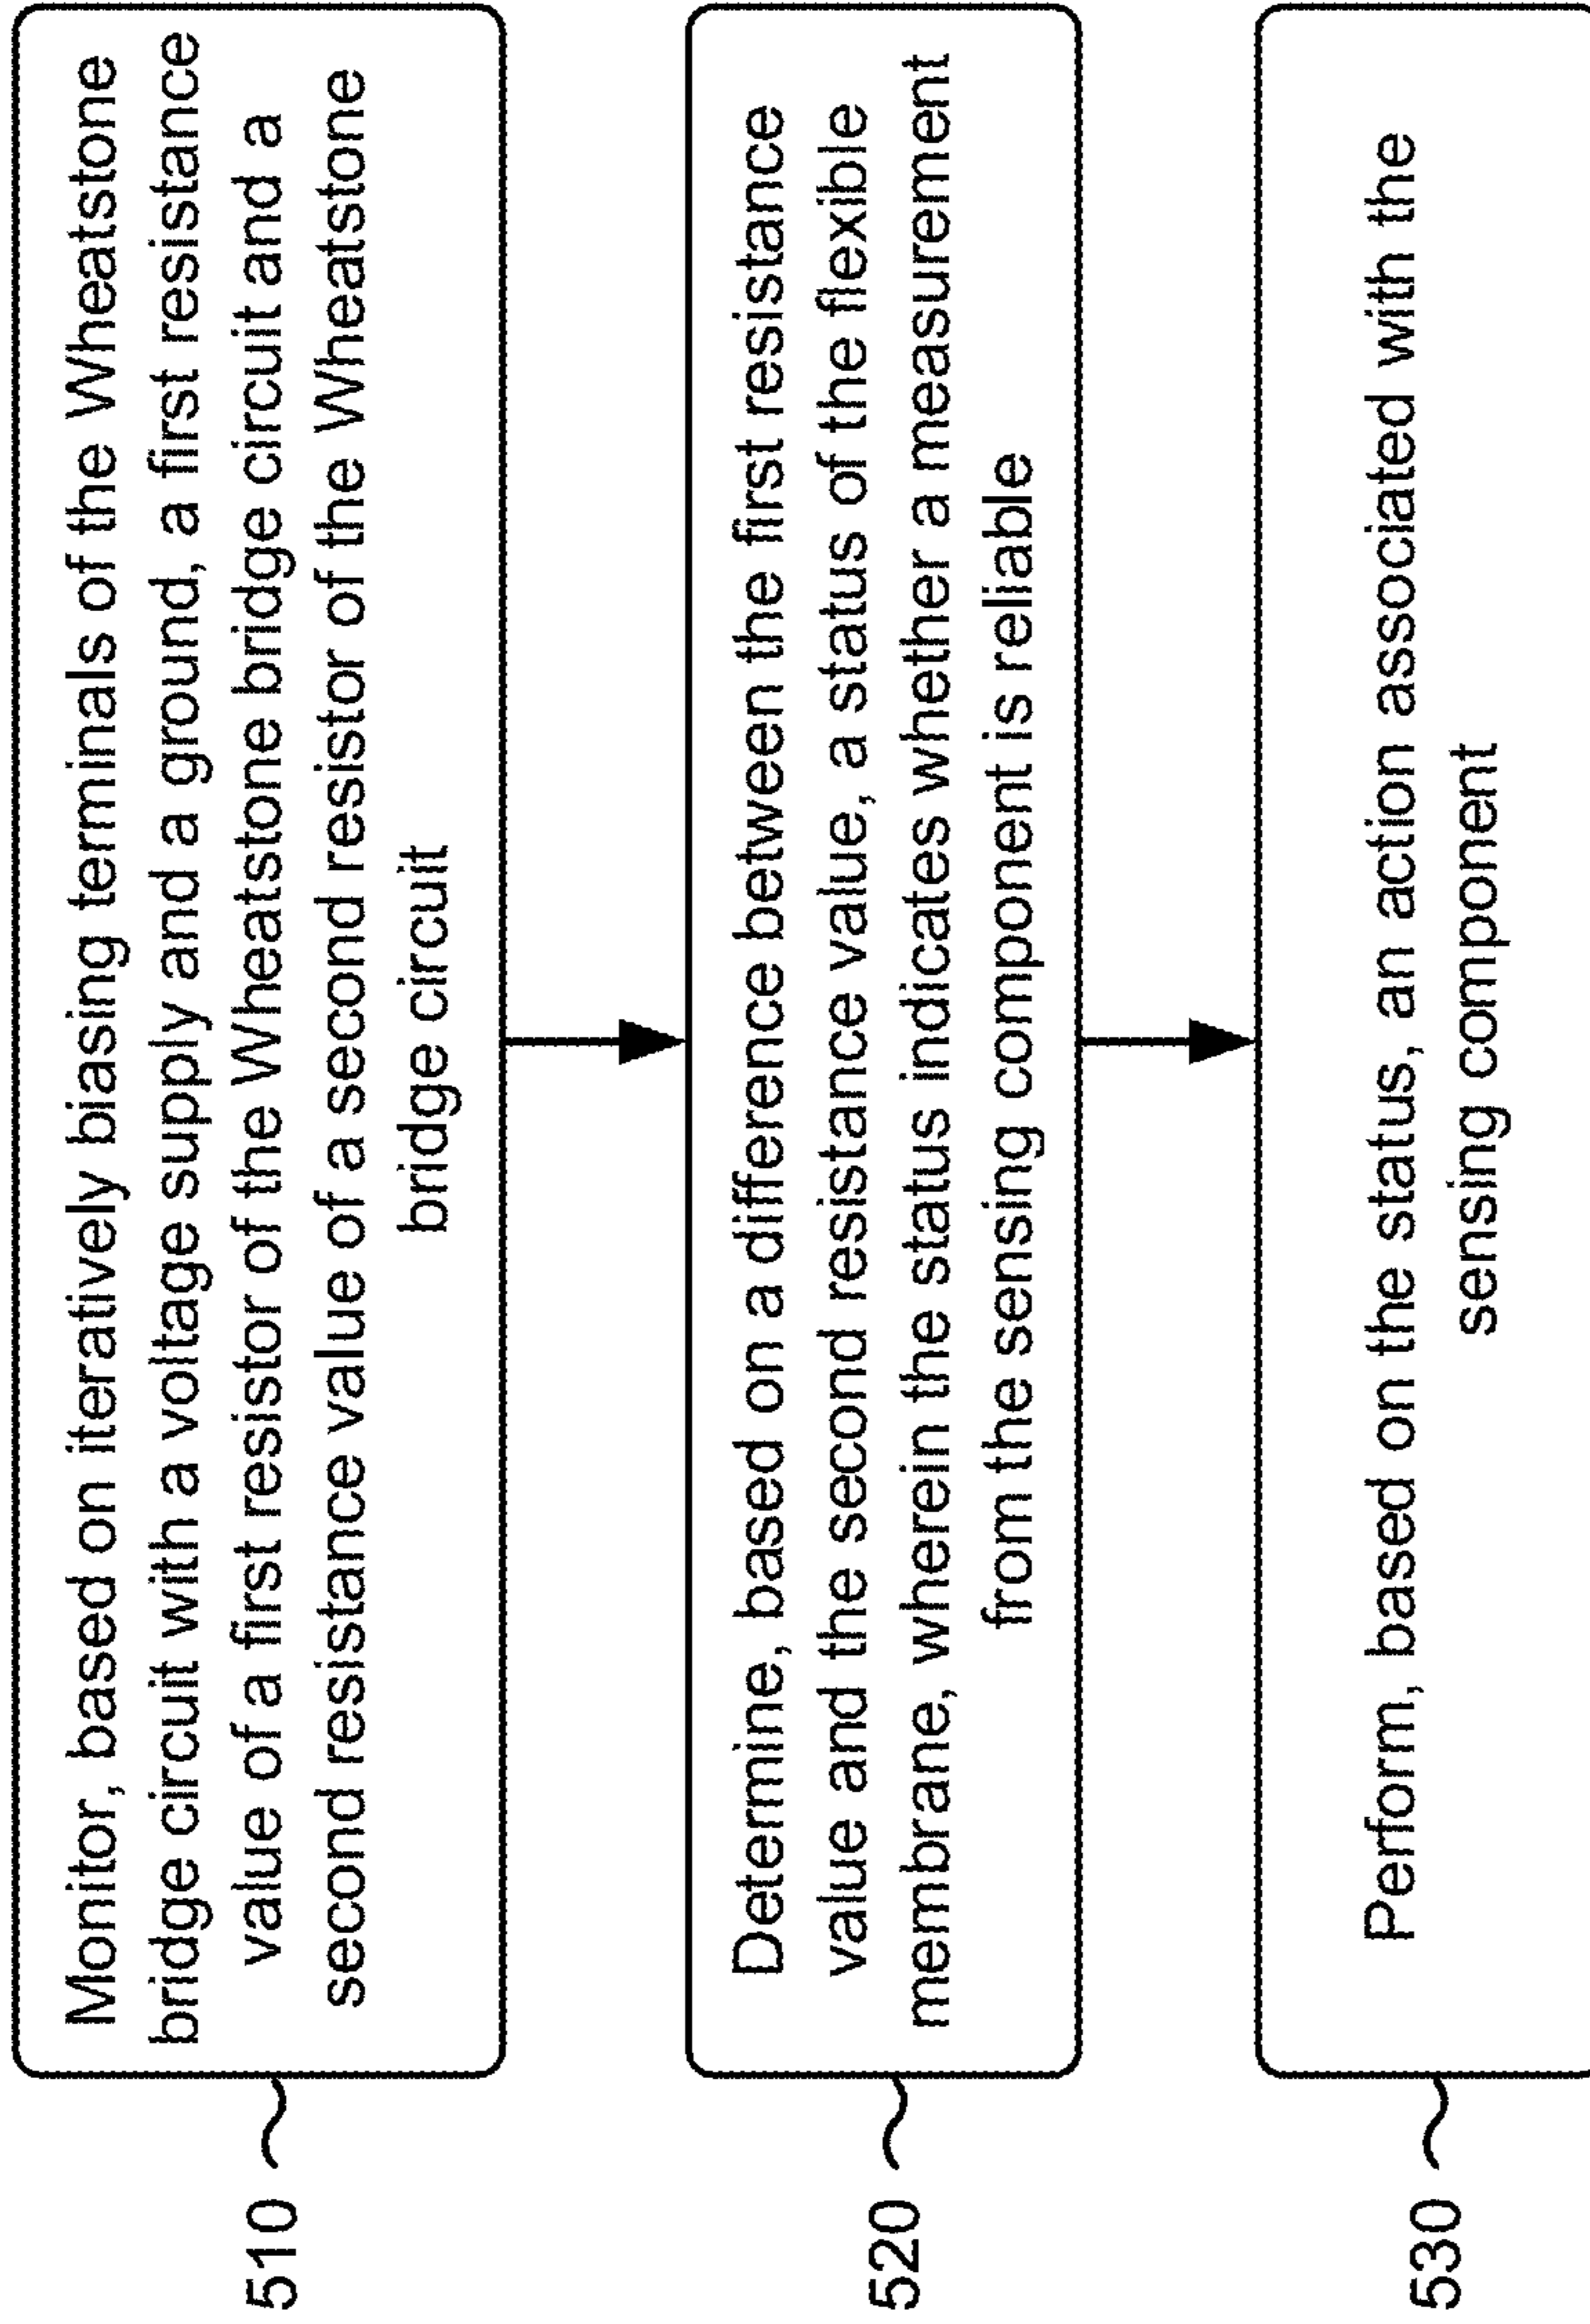 510
Monitor, based on iteratively biasing terminals of the Wheatstone
bridge circuit with a voltage supply and a ground, a first resistance
value of a first resistor of the Wheatstone bridge circuit and a
second resistance value of a second resistor of the Wheatstone
bridge circuit
520
Determine, based on a difference between the first resistance
value and the second resistance value, a status of the flexible
membrane, wherein the status indicates whether a measurement
from the sensing component is reliable
530
Perform, based on the status, an action associated with the
sensing component